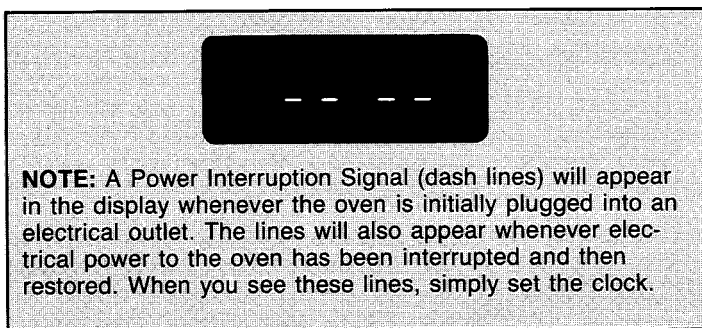 -- --
NOTE: A Power Interruption Signal (dash lines) will appear
in the display whenever the oven is initially plugged into an
electrical outlet. The lines will also appear whenever elec-
trical power to the oven has been interrupted and then
restored. When you see these lines, simply set the clock.